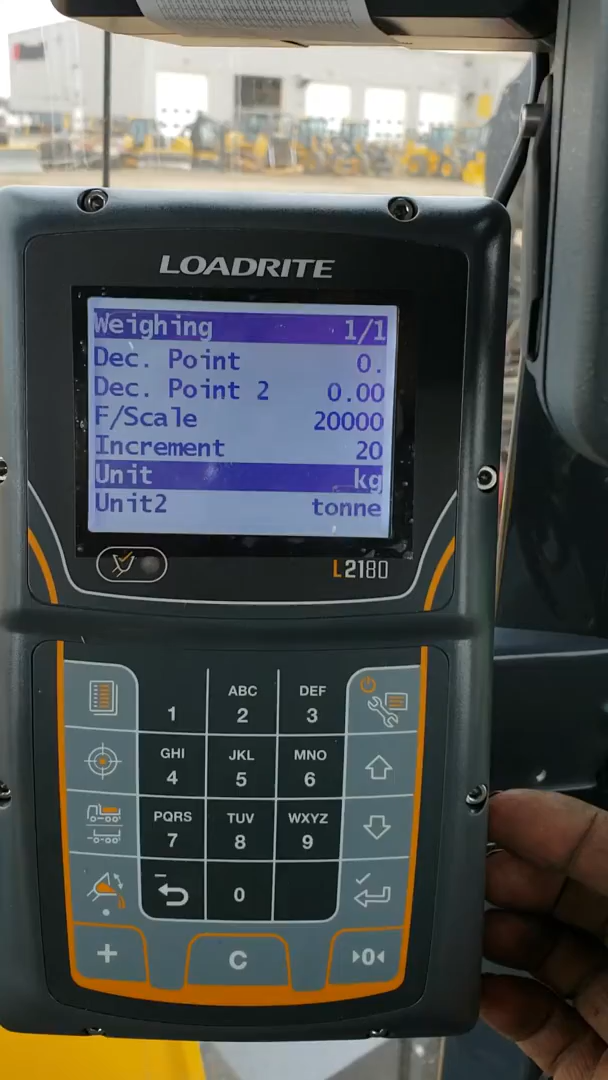 LOADRITE
Weighing 1/1
Dec. Point 0.
Dec. Point 2 0.00
F/Scale 20000
Increment 20
Unit kg
Unit2 tonne
L2180
1
ABC
2
DEF
3
GHI
4
JKL
5
MNO
6
PQRS
7
TUV
8
WXYZ
9
0
+
C
0